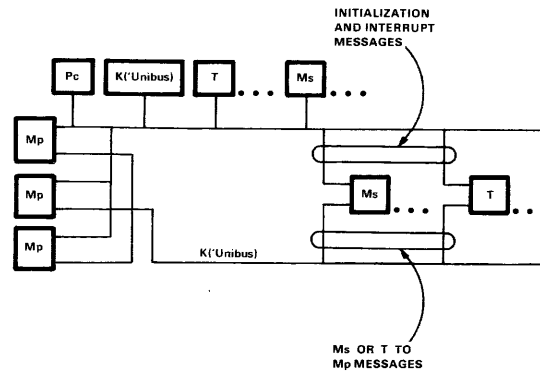 INITIALIZATION
AND INTERRUPT
MESSAGES
Pc
K('Unibus)
T
Ms
Mp
Mp
Ms
T
Mp
K('Unibus)
Ms OR T TO
Mp MESSAGES